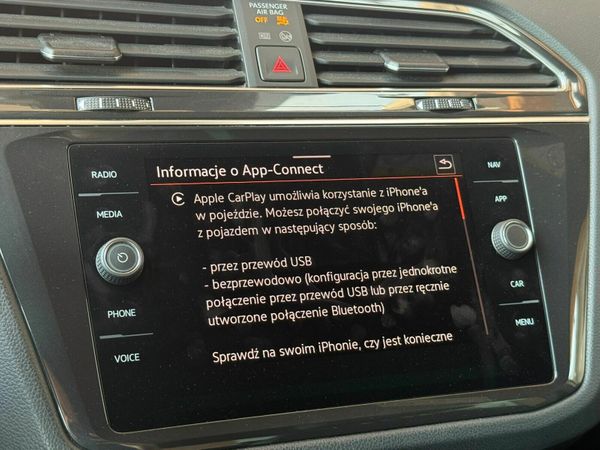 PASSENGER
AIR BAG
OFF
RADIO
MEDIA
PHONE
VOICE
Informacje o App-Connect
Apple CarPlay umożliwia korzystanie z iPhone'a
w pojeździe. Możesz połączyć swojego iPhone'a
z pojazdem w następujący sposób:
- przez przewód USB
- bezprzewodowo (konfiguracja przez jednokrotne
połączenie przez przewód USB lub przez ręcznie
utworzone połączenie Bluetooth)
Sprawdź na swoim iPhonie, czy jest konieczne
NAV
APP
CAR
MENU